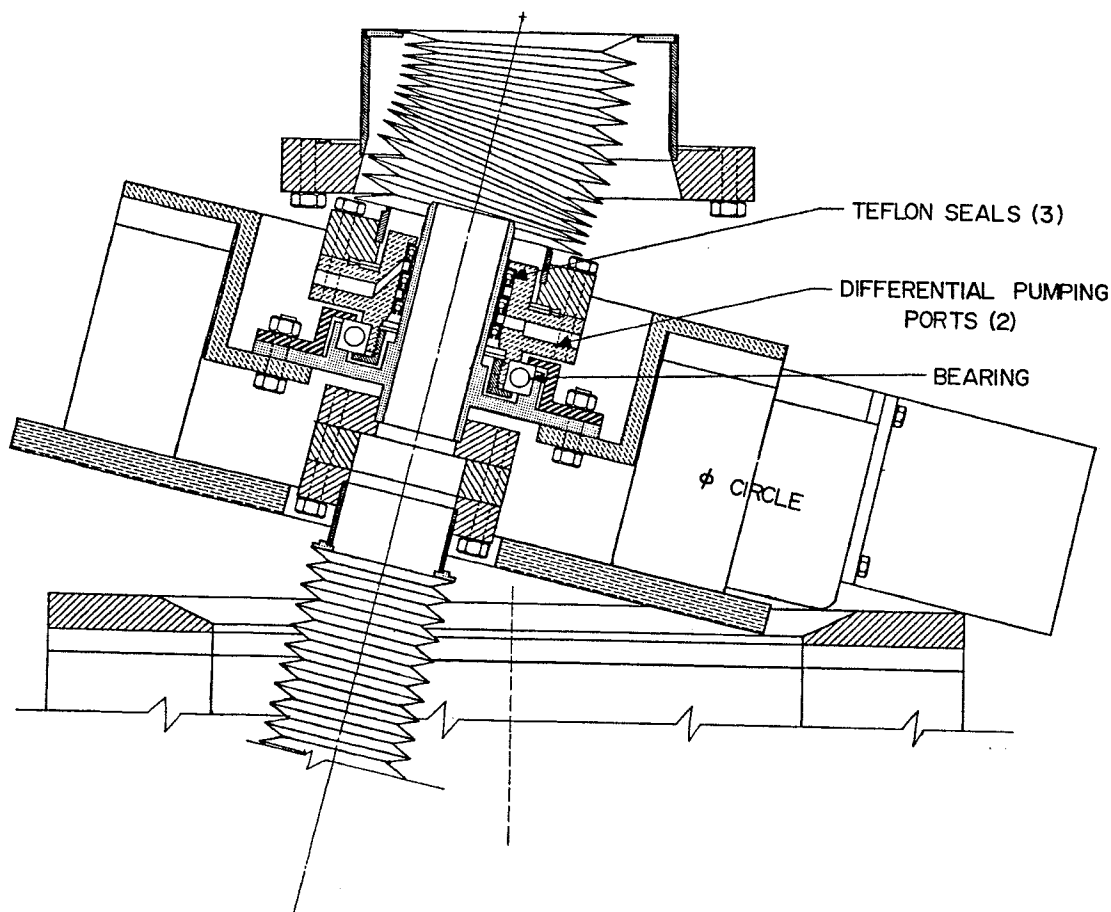 TEFLON SEALS (3)
DIFFERENTIAL PUMPING
PORTS (2)
BEARING
ϕ CIRCLE